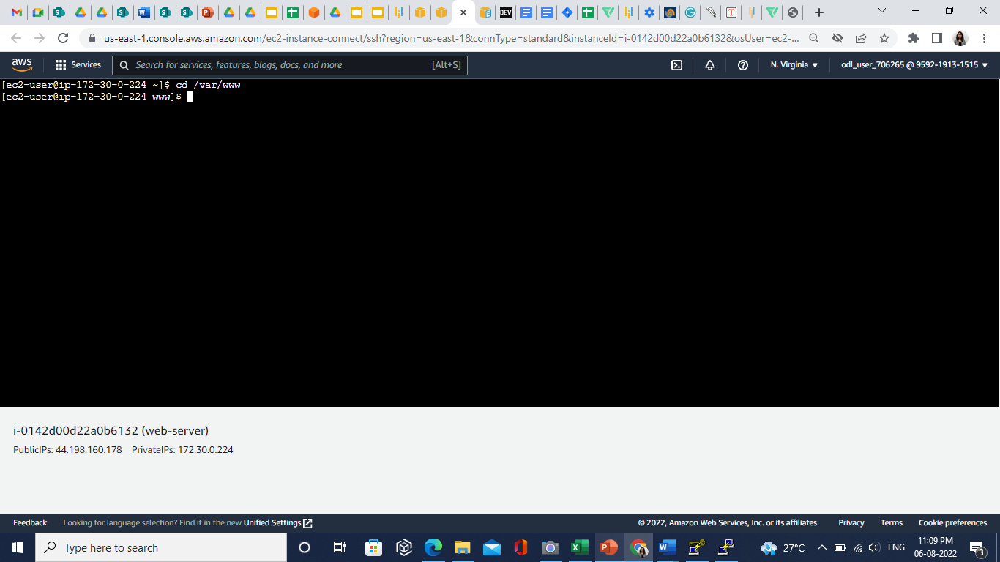 DEV
us-east-1.console.aws.amazon.com/ec2-instance-connect/ssh?region=us-east-1&connType=standard&instanceId=i-0142d00d22a0b6132&osUser=ec2-...
aws
Services
Search for services, features, blogs, docs, and more
[Alt+S]
N. Virginia
odl_user_706265 @ 9592-1913-1515
[ec2-user@ip-172-30-0-224 ~]$ cd /var/www
[ec2-user@ip-172-30-0-224 www]$
i-0142d00d22a0b6132 (web-server)
PublicIPs: 44.198.160.178 PrivateIPs: 172.30.0.224
Feedback
Looking for language selection? Find it in the new Unified Settings
© 2022, Amazon Web Services, Inc. or its affiliates.
Privacy
Terms
Cookie preferences
Type here to search
27°C
ENG
11:09 PM
06-08-2022
3